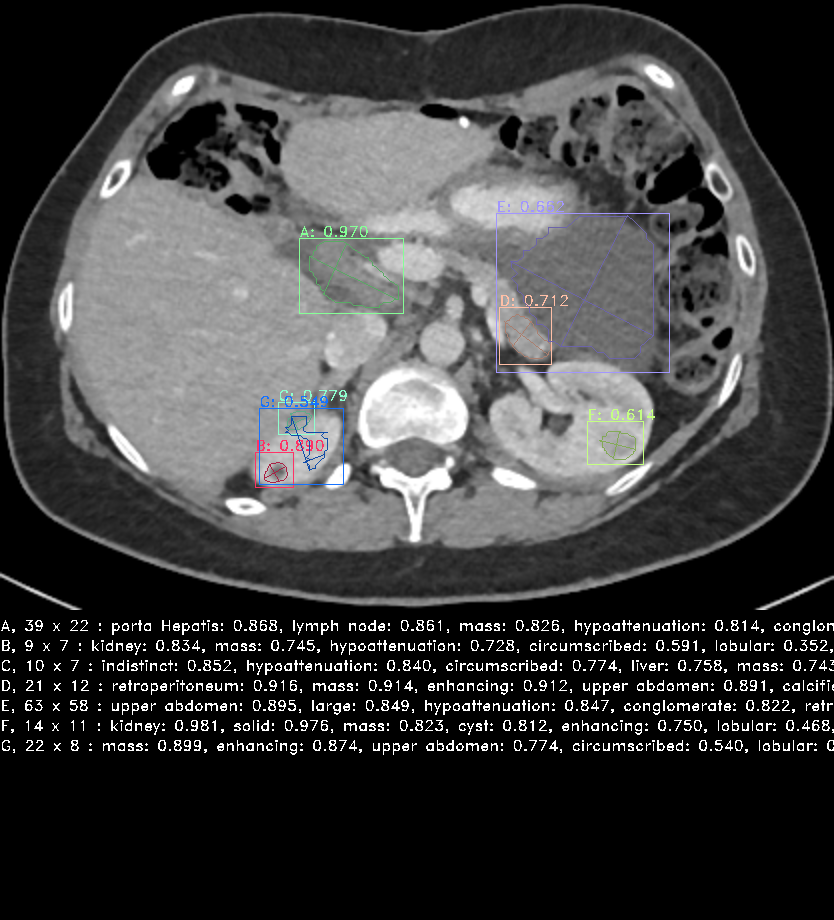 E: 0.88
A: 0.970
D: 0.712
C: 0.779
G: 0.549
F: 0.614
B: 0.890
A, 39 x 22 : porta Hepatis: 0.868, lymph node: 0.861, mass: 0.826, hypoattenuation: 0.814, conglom
B, 9 x 7 : kidney: 0.834, mass: 0.745, hypoattenuation: 0.728, circumscribed: 0.591, lobular: 0.352,
C, 10 x 7 : indistinct: 0.852, hypoattenuation: 0.840, circumscribed: 0.774, liver: 0.758, mass: 0.743
D, 21 x 12 : retroperitoneum: 0.916, mass: 0.914, enhancing: 0.912, upper abdomen: 0.891, calcifie
E, 63 x 58 : upper abdomen: 0.895, large: 0.849, hypoattenuation: 0.847, conglomerate: 0.822, retr
F, 14 x 11 : kidney: 0.981, solid: 0.976, mass: 0.823, cyst: 0.812, enhancing: 0.750, lobular: 0.468,
G, 22 x 8 : mass: 0.899, enhancing: 0.874, upper abdomen: 0.774, circumscribed: 0.540, lobular: 0